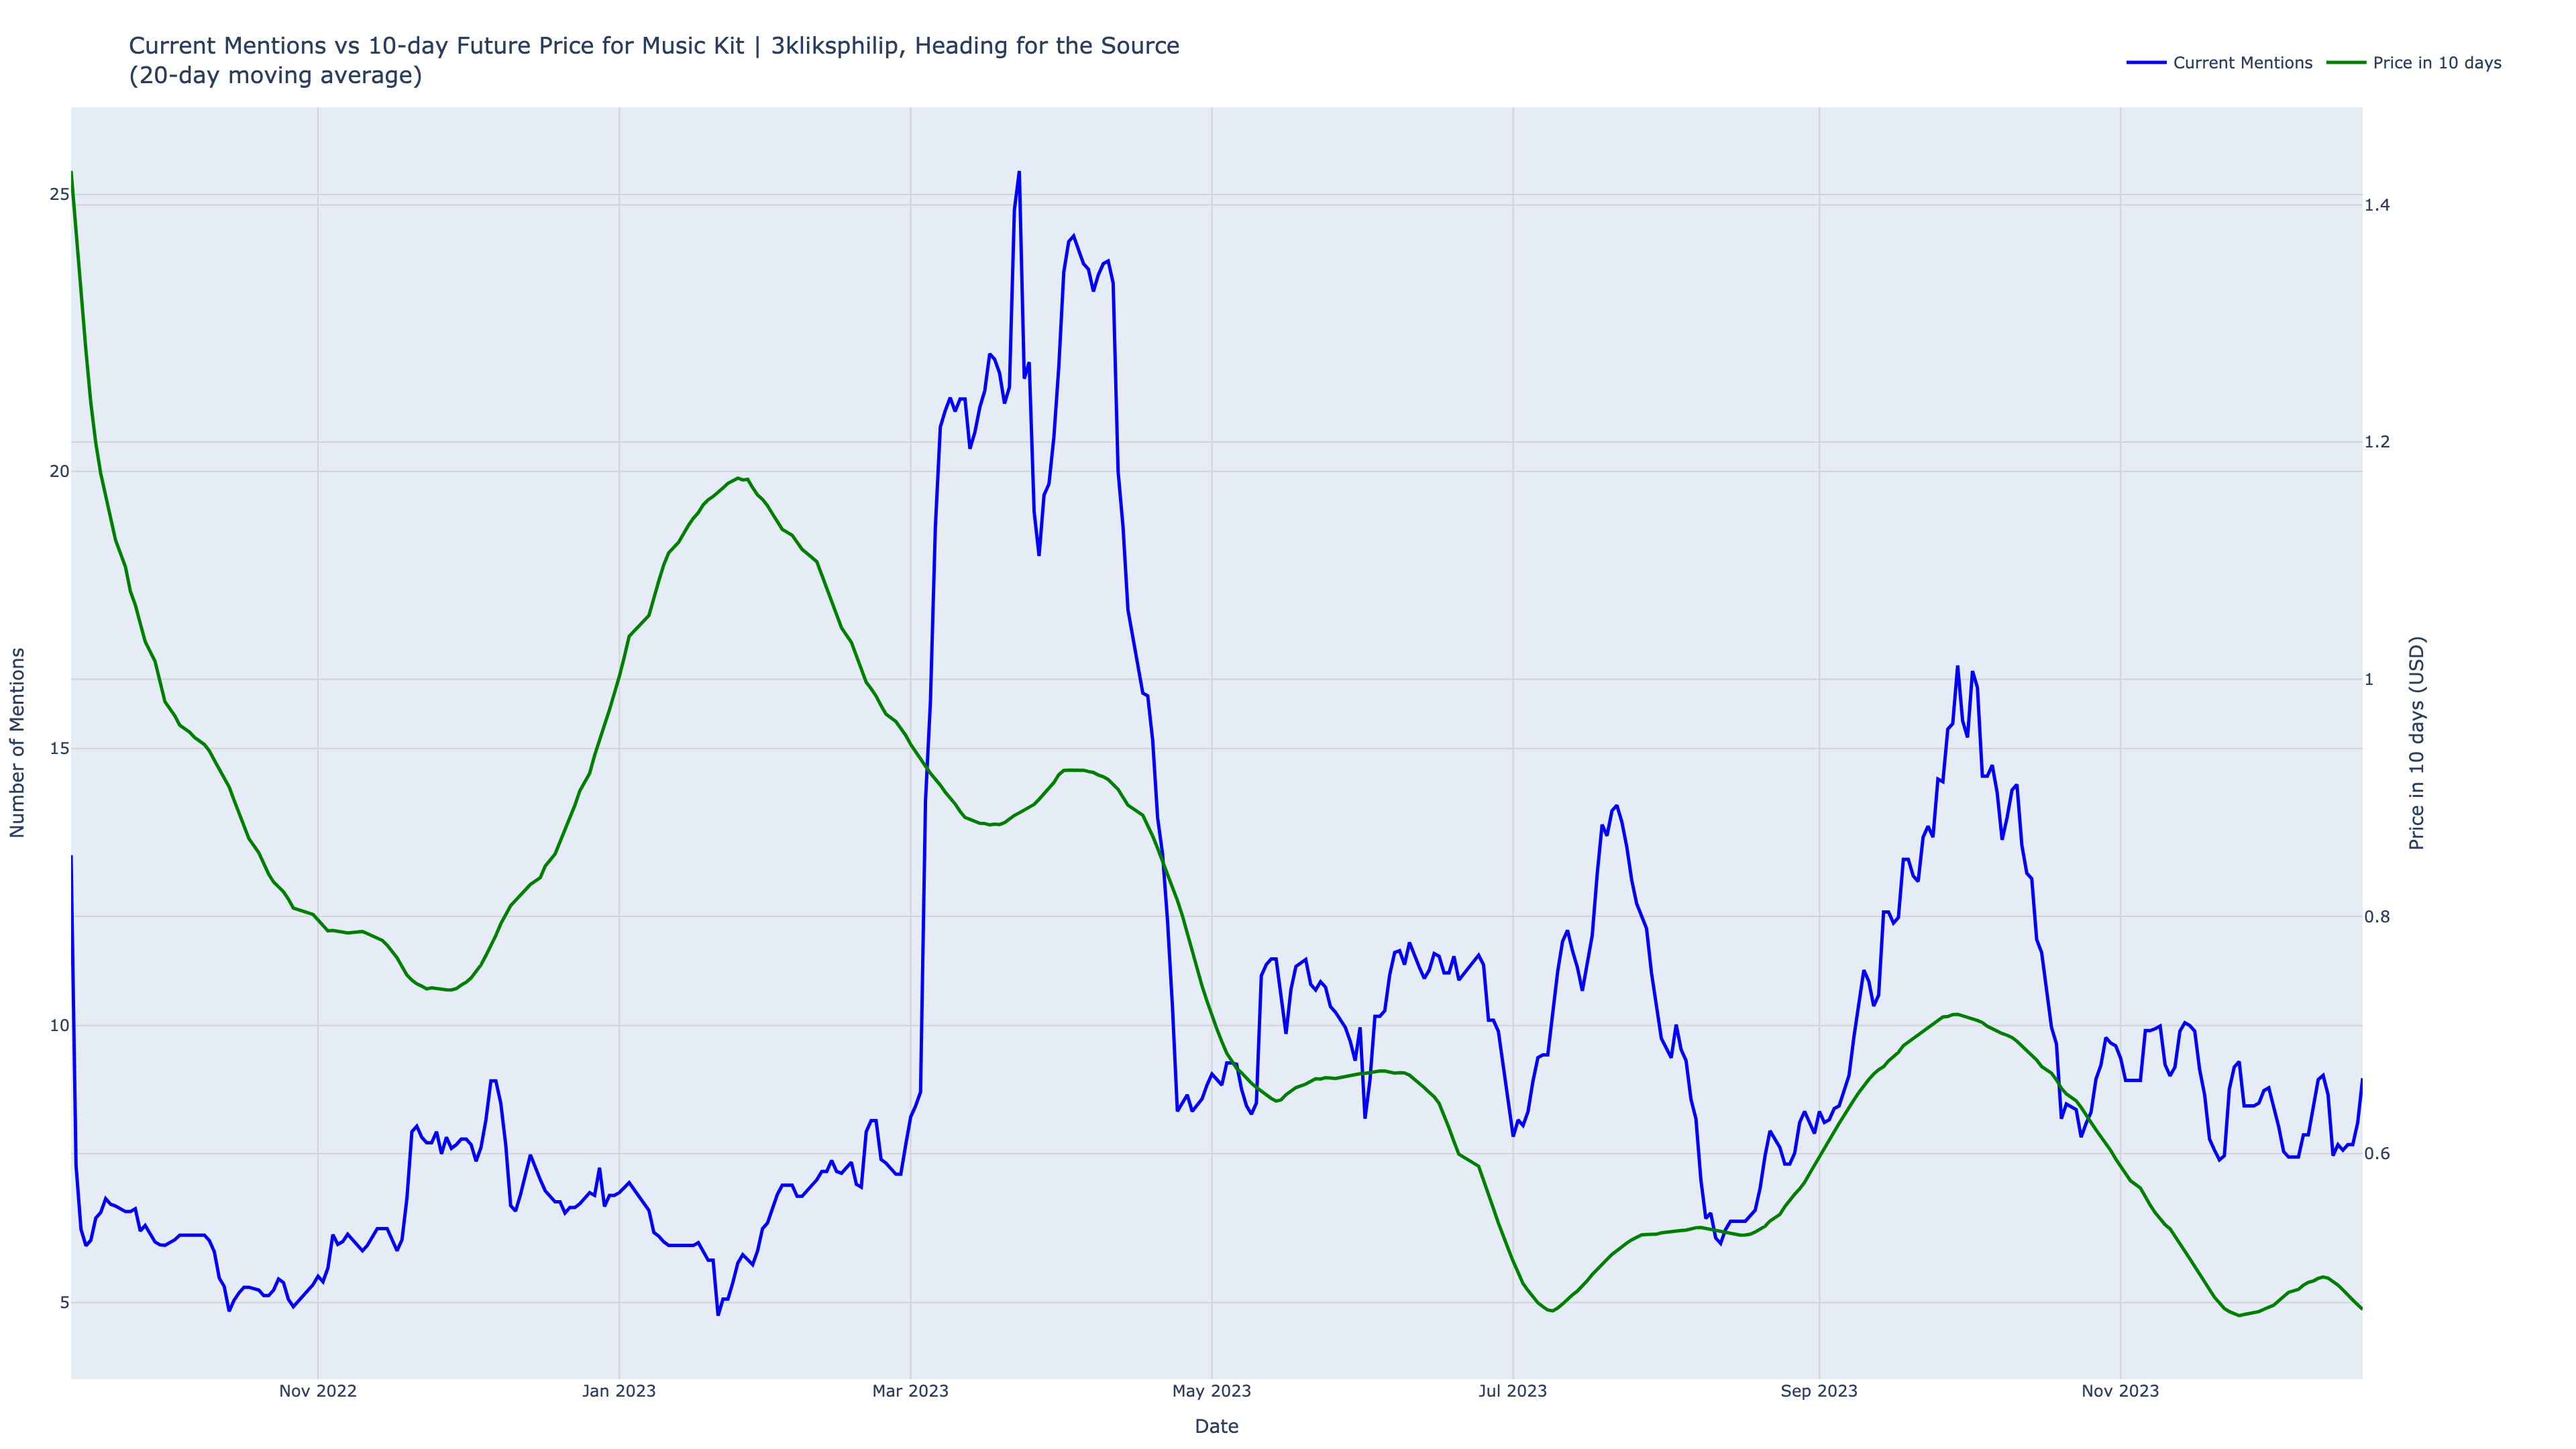 Current Mentions vs 10-day Future Price for Music Kit | 3kliksphilip, Heading for the Source
(20-day moving average)
Current Mentions
Price in 10 days
25
20
15
10
5
Number of Mentions
1.4
1.2
1
0.8
0.6
Price in 10 days (USD)
Nov 2022
Jan 2023
Mar 2023
May 2023
Jul 2023
Sep 2023
Nov 2023
Date